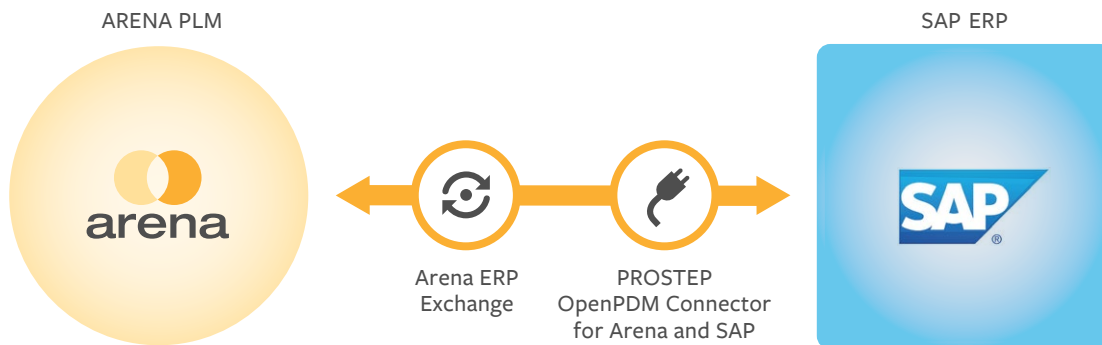 ARENA PLM
SAP ERP
arena
SAP
®
Arena ERP
Exchange
PROSTEP
OpenPDM Connector
for Arena and SAP